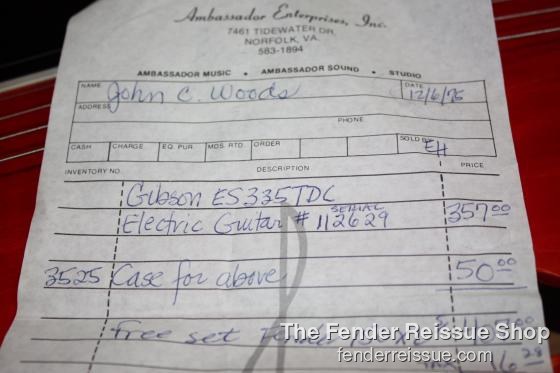 Ambassador Enterprises, Inc.
7461 TIDEWATER DR.
NORFOLK, VA.
583-1894
AMBASSADOR MUSIC • AMBASSADOR SOUND • STUDIO
NAME John C. Woods DATE 12/6/75
ADDRESS
PHONE
CASH CHARGE EQ. PUR. MDS. RTD. ORDER SOLD BY EH
INVENTORY NO. DESCRIPTION PRICE
Gibson ES335TDC
SERIAL
Electric Guitar # 112629 357.00
3525 Case for above 50.00
Free set
The Fender Reissue Shop
fenderreissue.com